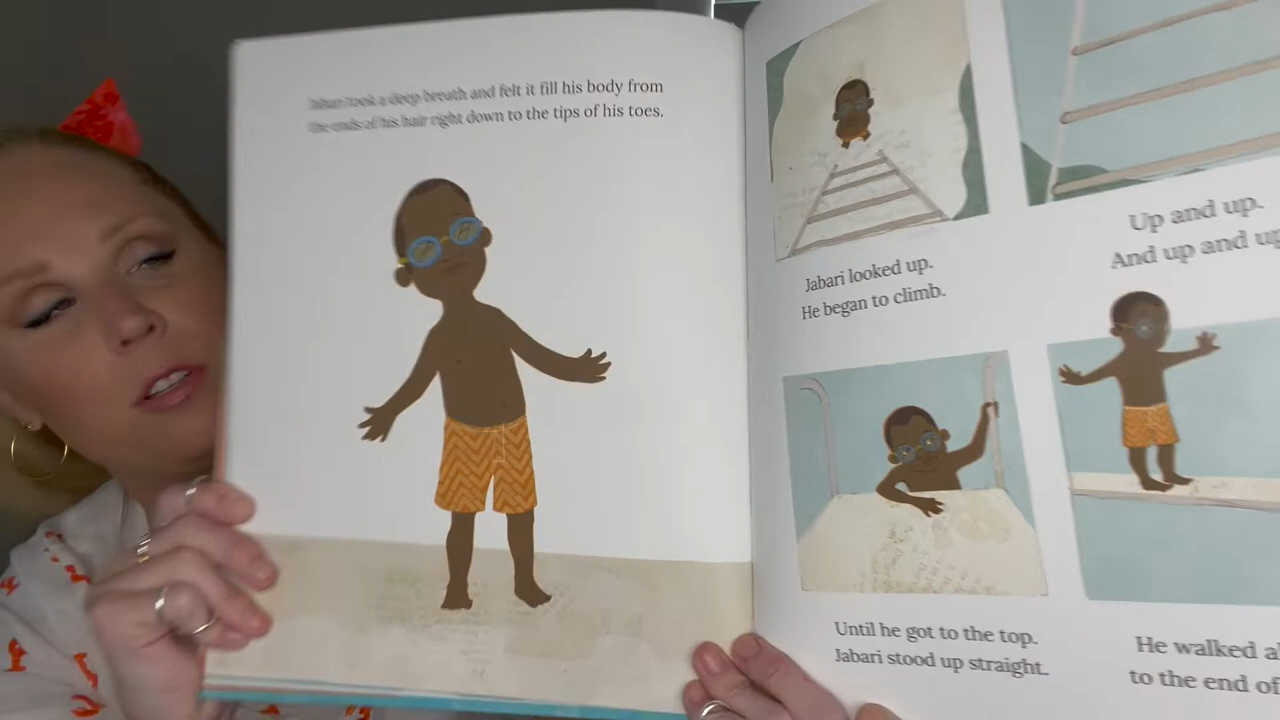 Jabari took a deep breath and felt it fill his body from
the ends of his hair right down to the tips of his toes.
Jabari looked up.
He began to climb.
Up and up.
And up and up
Until he got to the top.
Jabari stood up straight.
He walked
to the end of